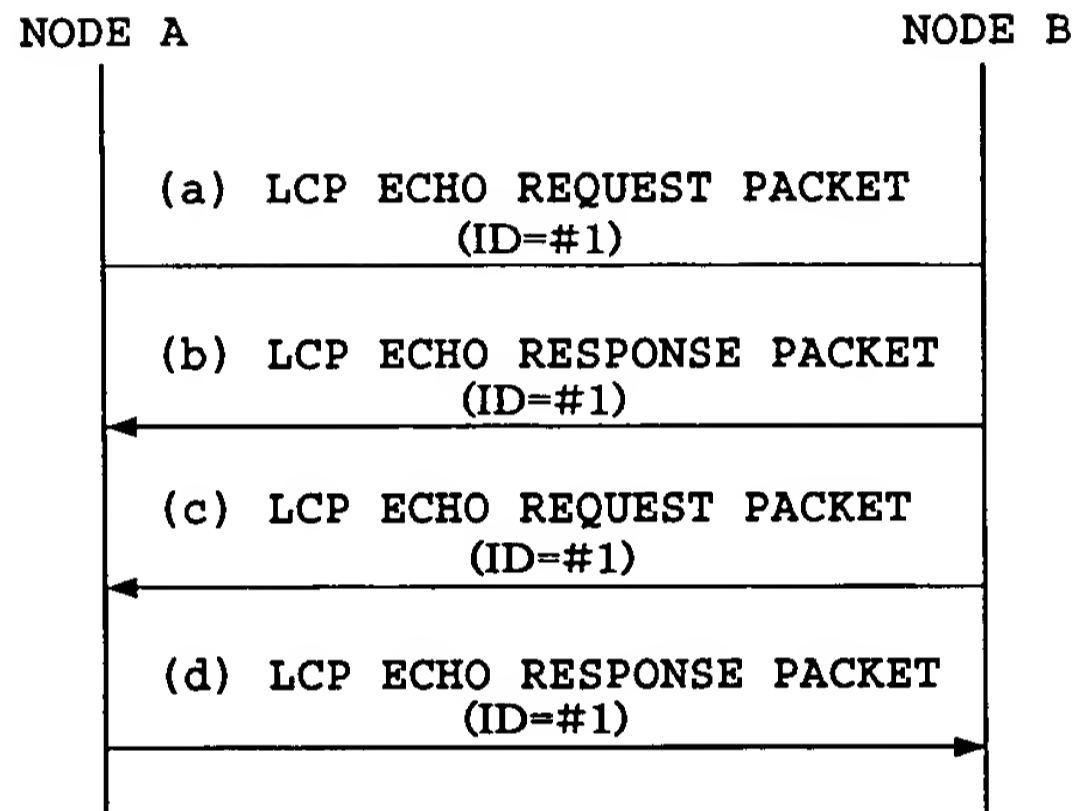 NODE A
NODE B
(a) LCP ECHO REQUEST PACKET
(ID=#1)
(b) LCP ECHO RESPONSE PACKET
(ID=#1)
(c) LCP ECHO REQUEST PACKET
(ID=#1)
(d) LCP ECHO RESPONSE PACKET
(ID=#1)